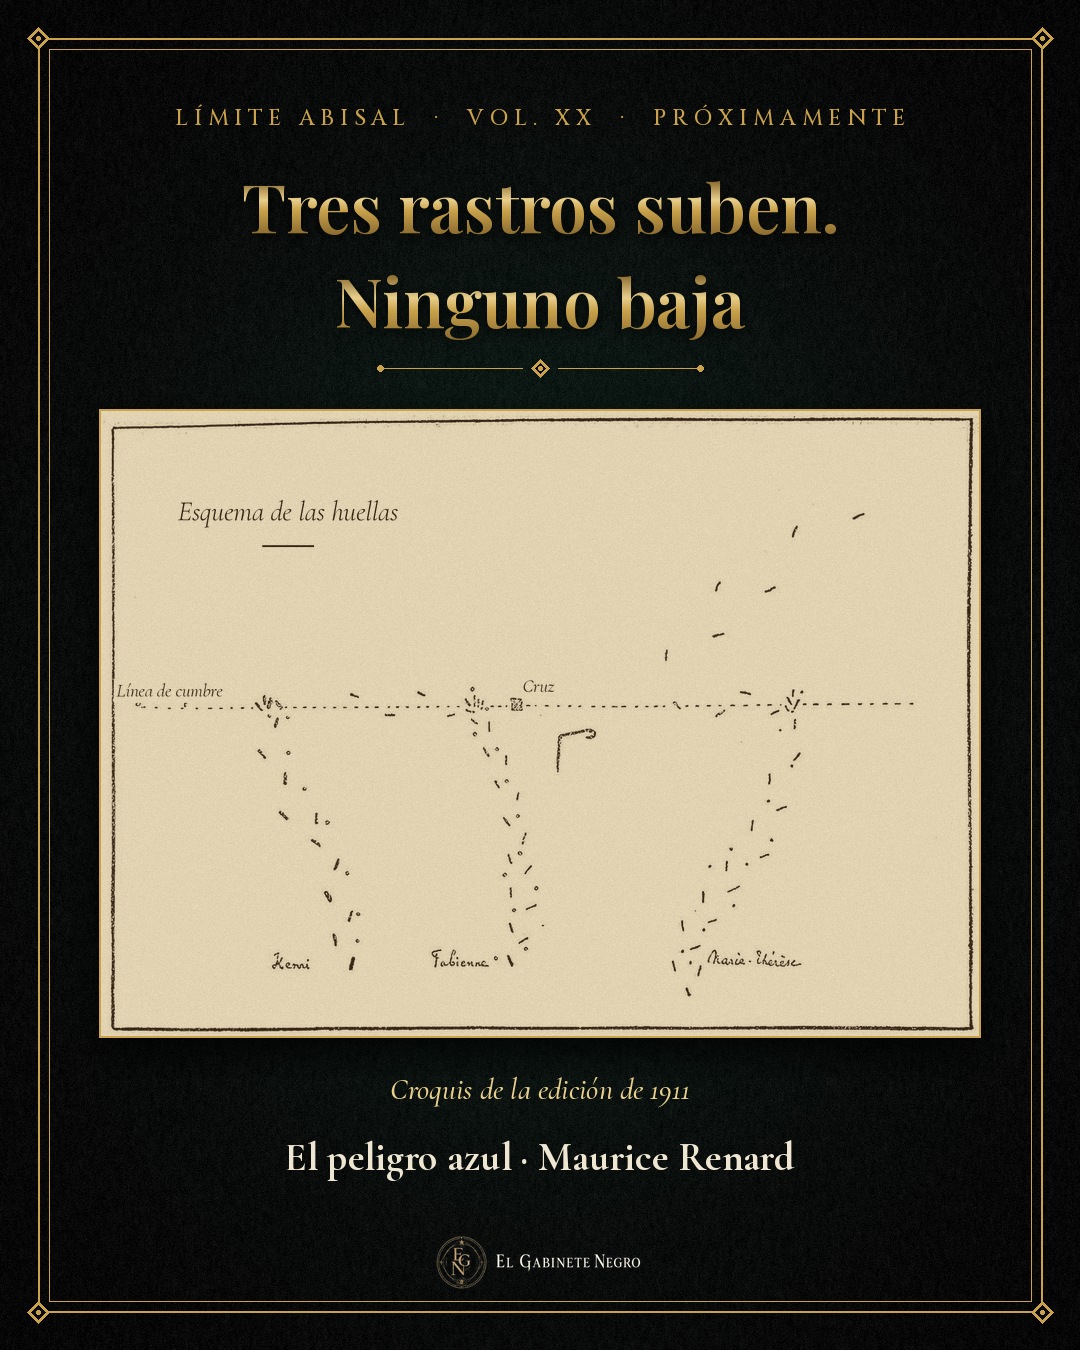 LÍMITE ABISAL · VOL. XX · PRÓXIMAMENTE
Tres rastros suben.
Ninguno baja
Esquema de las huellas
Línea de cumbre
Cruz
Henri
Fabienne
Marie-Thérèse
Croquis de la edición de 1911
El peligro azul · Maurice Renard
EGN
EL GABINETE NEGRO